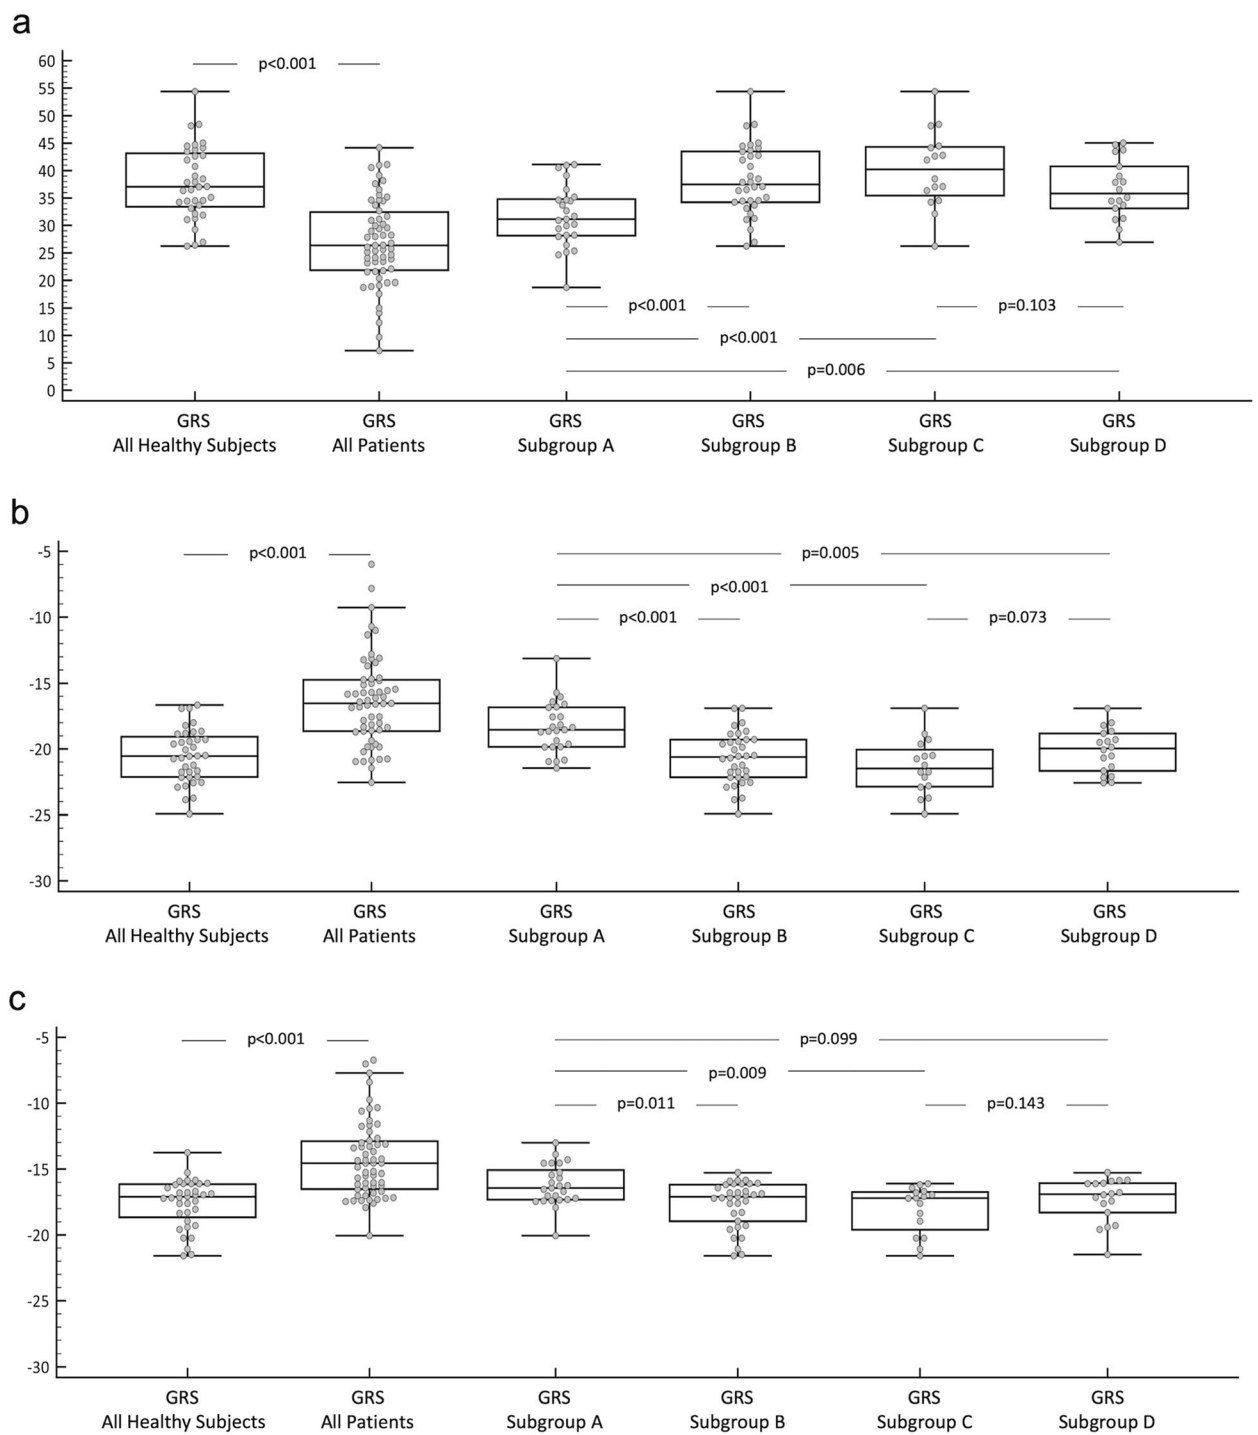 a
60
p<0.001
55
50
45
40
35
30
25
20
15
p<0.001
p=0.103
10
p<0.001
5
p=0.006
0
GRS GRS GRS GRS GRS GRS
All Healthy Subjects All Patients Subgroup A Subgroup B Subgroup C Subgroup D
b
-5
p<0.001
p=0.005
p<0.001
-10
p<0.001
p=0.073
-15
-20
-25
-30
GRS GRS GRS GRS GRS GRS
All Healthy Subjects All Patients Subgroup A Subgroup B Subgroup C Subgroup D
c
-5
p<0.001
p=0.099
p=0.009
-10
p=0.011
p=0.143
-15
-20
-25
-30
GRS GRS GRS GRS GRS GRS
All Healthy Subjects All Patients Subgroup A Subgroup B Subgroup C Subgroup D